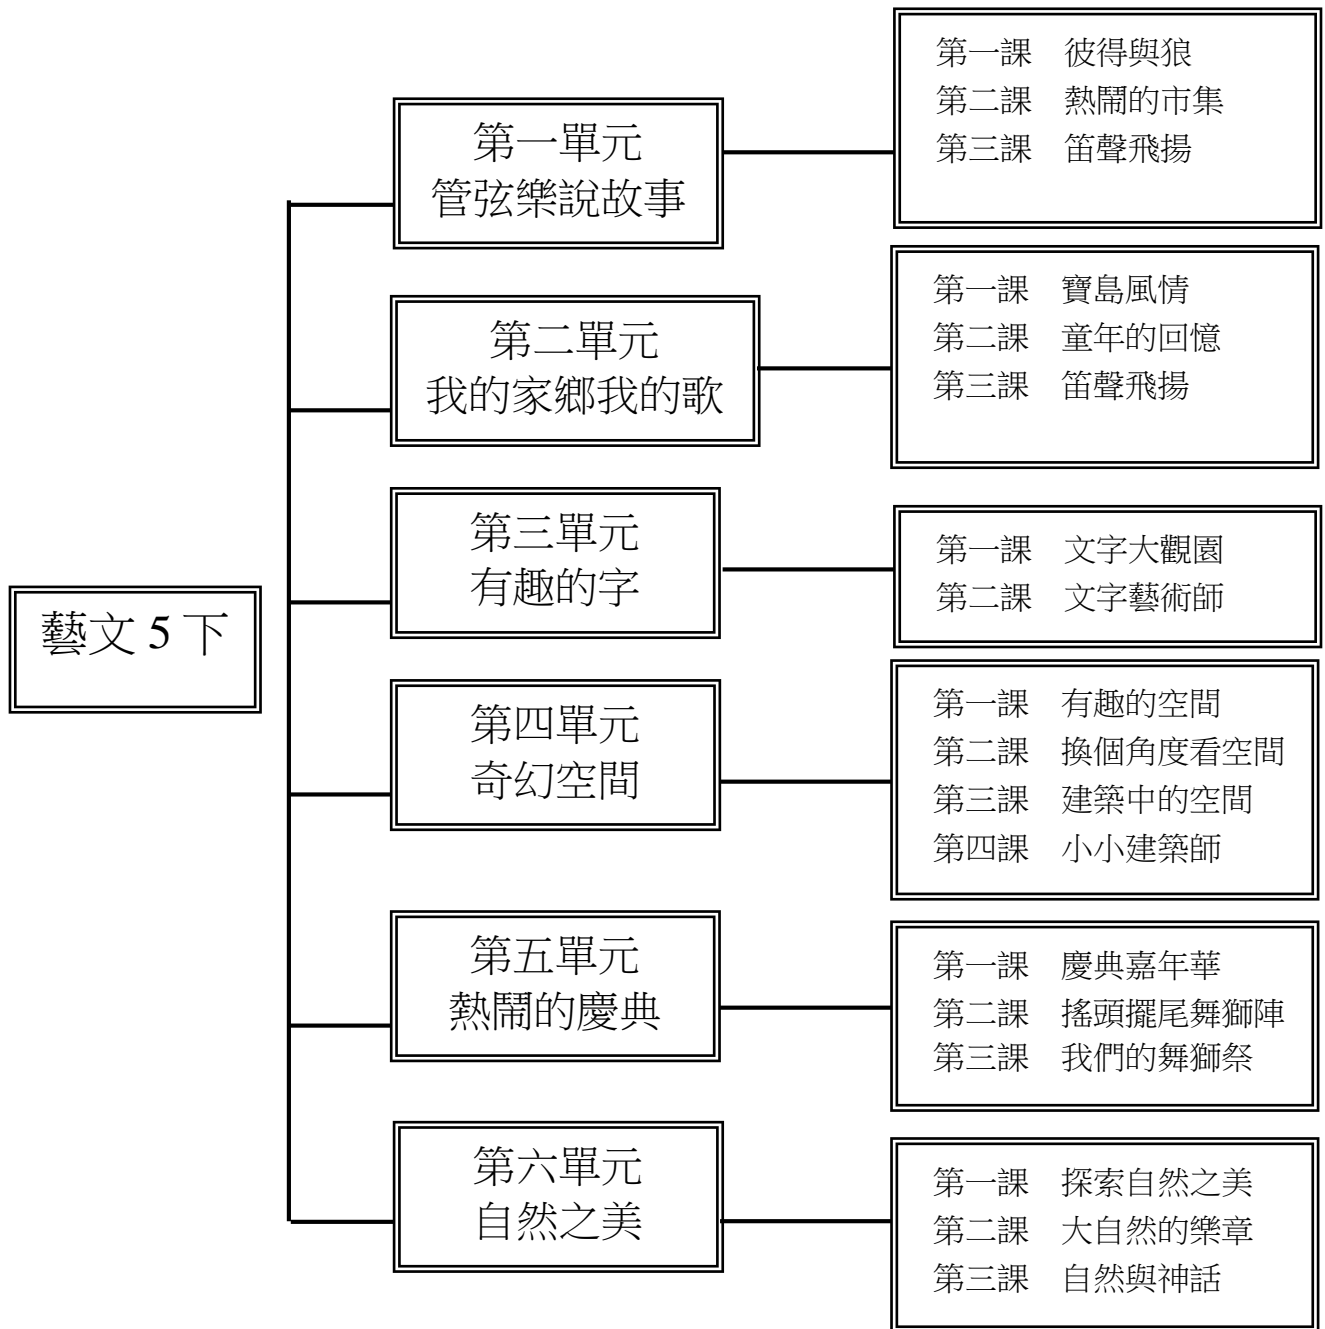 藝文 5 下
第一單元
管弦樂說故事
第一課 彼得與狼
第二課 熱鬧的市集
第三課 笛聲飛揚
第二單元
我的家鄉我的歌
第一課 寶島風情
第二課 童年的回憶
第三課 笛聲飛揚
第三單元
有趣的字
第一課 文字大觀園
第二課 文字藝術師
第四單元
奇幻空間
第一課 有趣的空間
第二課 換個角度看空間
第三課 建築中的空間
第四課 小小建築師
第五單元
熱鬧的慶典
第一課 慶典嘉年華
第二課 搖頭擺尾舞獅陣
第三課 我們的舞獅祭
第六單元
自然之美
第一課 探索自然之美
第二課 大自然的樂章
第三課 自然與神話